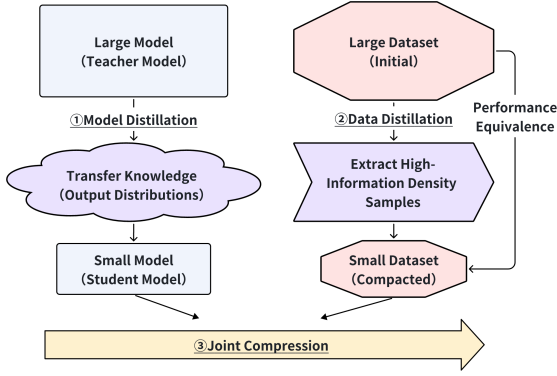 Large Model
（Teacher Model）
①Model Distillation
Transfer Knowledge
（Output Distributions）
Small Model
（Student Model）
Large Dataset
（Initial）
②Data Distillation
Extract High-
Information Density
Samples
Small Dataset
（Compacted）
Performance
Equivalence
③Joint Compression